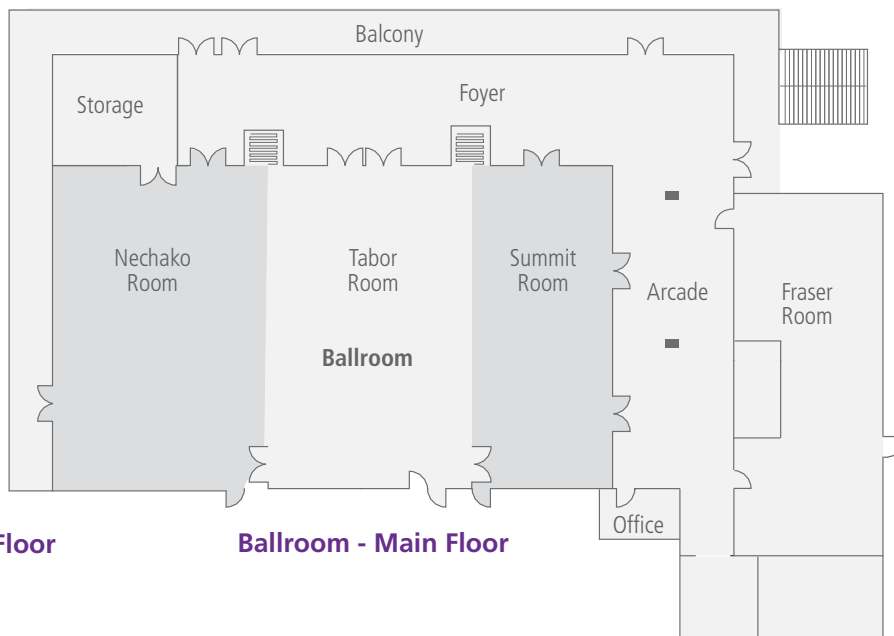 Balcony
Storage
Foyer
Nechako
Room
Tabor
Room
Summit
Room
Arcade
Fraser
Room
Ballroom
Office
Floor
Ballroom - Main Floor